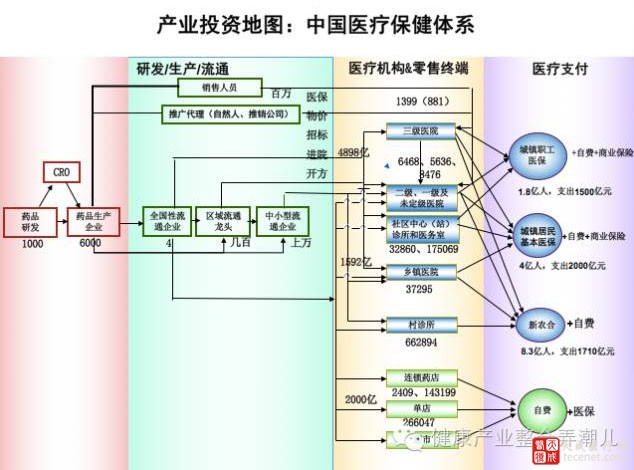 产业投资地图：中国医疗保健体系
研发/生产/流通
医疗机构&零售终端
医疗支付
销售人员
百万
推广代理（自然人、推销公司）
医保
物价
招标
进院
开方
CRO
药品
研发
1000
药品生产
企业
6000
全国性流
通企业
4
区域流通
龙头
几百
中小型流
通企业
上万
4898亿
1592亿
2000亿
1399（881）
三级医院
6468、5636、
8476
二级、一级及
未定级医院
社区中心（站）
诊所和医务室
32860、175069
乡镇医院
37295
村诊所
662894
连锁药店
2409、143199
单店
266047
市
城镇职工
医保
+自费+商业保险
1.8亿人，支出1500亿元
城镇居民
基本医保
+自费+商业保险
4亿人，支出2000亿元
新农合
+自费
8.3亿人，支出1710亿元
自费
+医保
健康产业整合弄潮儿
tecenet.com